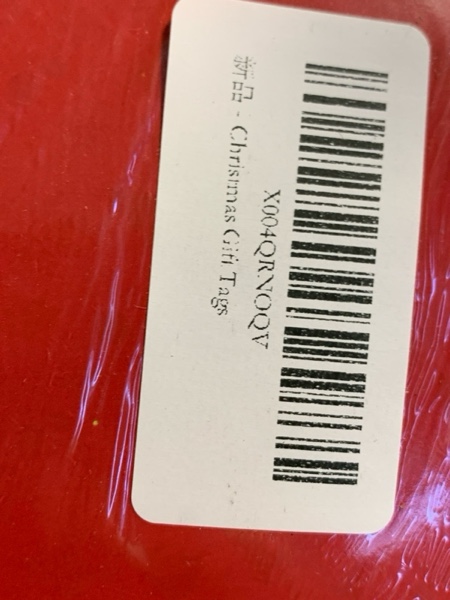 X004QRNOQV
新品 - Christmas Gift Tags